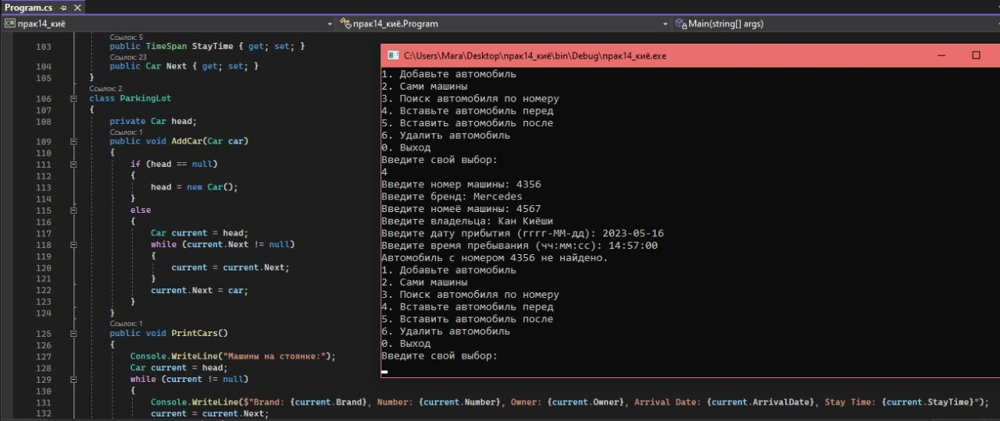 Program.cs
прак14_киё
прак14_киё.Program
Main(string[] args)
Ссылок: 5
103 public TimeSpan StayTime { get; set; }
Ссылок: 23
104 public Car Next { get; set; }
105 }
Ссылок: 2
106 class ParkingLot
107 {
108 private Car head;
Ссылок: 1
109 public void AddCar(Car car)
110 {
111 if (head == null)
112 {
113 head = new Car();
114 }
115 else
116 {
117 Car current = head;
118 while (current.Next != null)
119 {
120 current = current.Next;
121 }
122 current.Next = car;
123 }
124 }
Ссылок: 1
125 public void PrintCars()
126 {
127 Console.WriteLine("Машины на стоянке:");
128 Car current = head;
129 while (current != null)
130 {
131 Console.WriteLine($"Brand: {current.Brand}, Number: {current.Number}, Owner: {current.Owner}, Arrival Date: {current.ArrivalDate}, Stay Time: {current.StayTime}");
132 current = current.Next;
C:\Users\Mara\Desktop\прак14_киё\bin\Debug\прак14_киё.exe
1. Добавьте автомобиль
2. Сами машины
3. Поиск автомобиля по номеру
4. Вставьте автомобиль перед
5. Вставить автомобиль после
6. Удалить автомобиль
0. Выход
Введите свой выбор:
4
Введите номер машины: 4356
Введите бренд: Mercedes
Введите номеё машины: 4567
Введите владельца: Кан Киёши
Введите дату прибытия (гггг-ММ-дд): 2023-05-16
Введите время пребывания (чч:мм:сс): 14:57:00
Автомобиль с номером 4356 не найдено.
1. Добавьте автомобиль
2. Сами машины
3. Поиск автомобиля по номеру
4. Вставьте автомобиль перед
5. Вставить автомобиль после
6. Удалить автомобиль
0. Выход
Введите свой выбор: